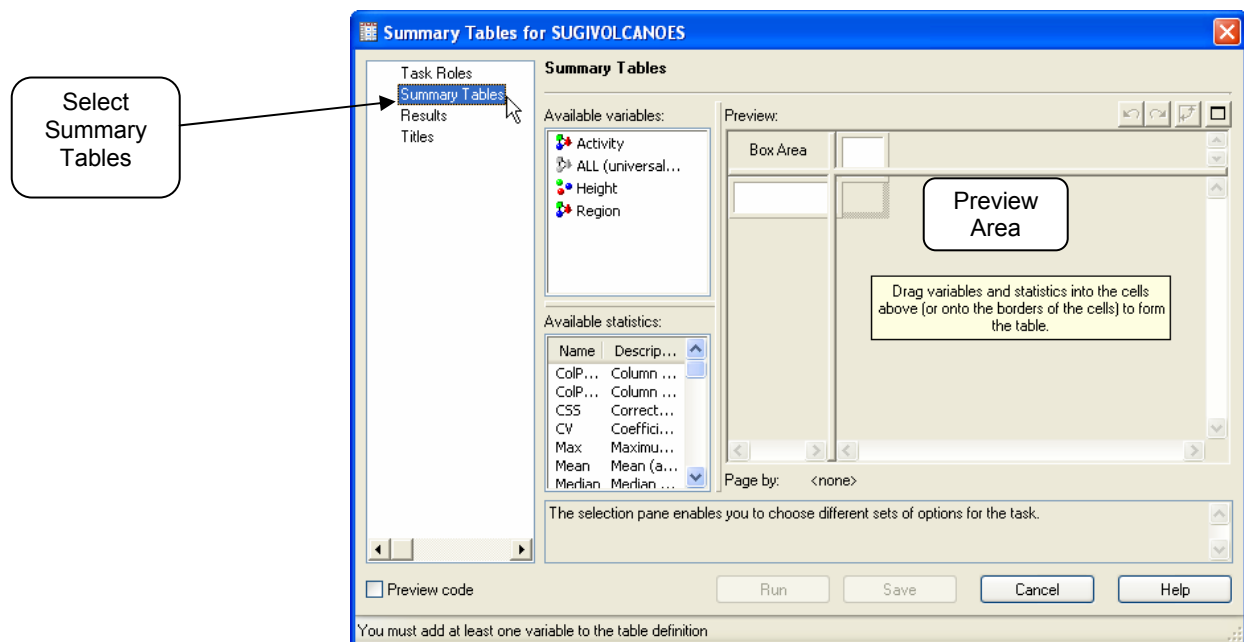 Summary Tables for SUGIVOLCANOES
Select
Summary
Tables
Task Roles
Summary Tables
Results
Titles
Summary Tables
Available variables:
Activity
ALL (universal...
Height
Region
Available statistics:
Name Descrip...
ColP... Column ...
ColP... Column ...
CSS Correct...
CV Coeffici...
Max Maximu...
Mean Mean (a...
Median Median ...
Preview:
Box Area
Preview
Area
Drag variables and statistics into the cells
above (or onto the borders of the cells) to form
the table.
Page by: <none>
The selection pane enables you to choose different sets of options for the task.
Preview code
Run Save Cancel Help
You must add at least one variable to the table definition